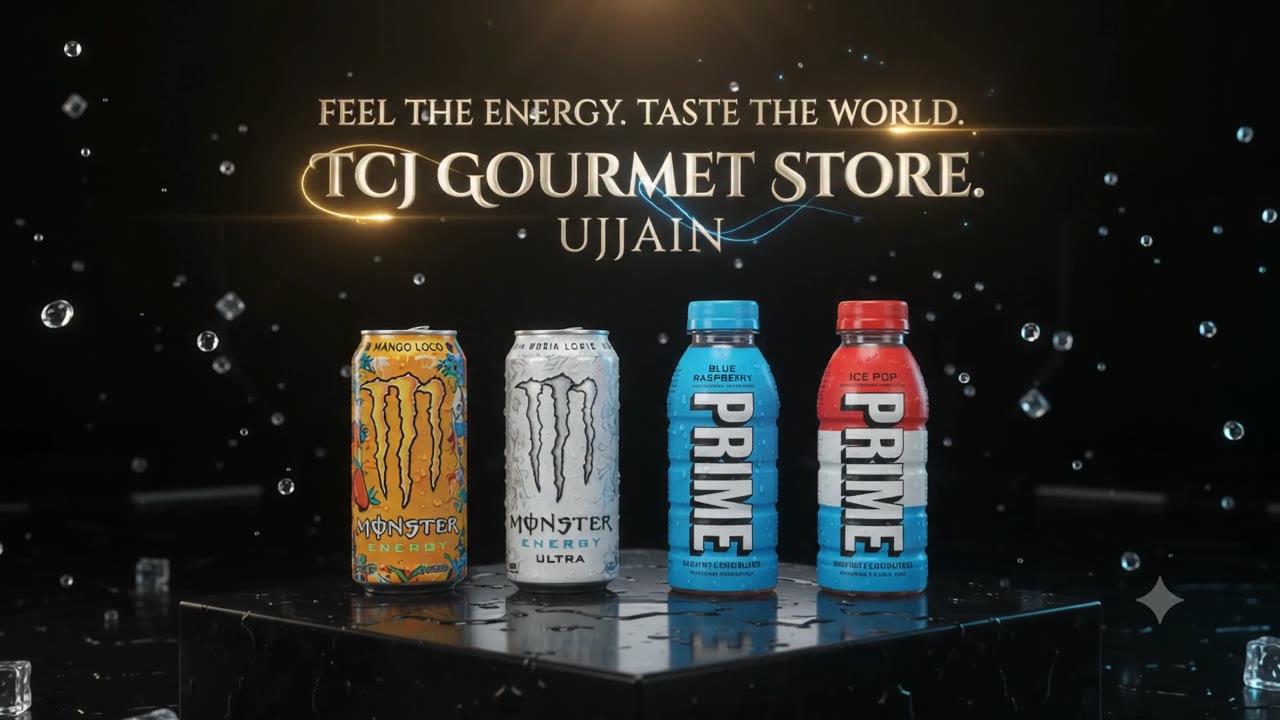 FEEL THE ENERGY. TASTE THE WORLD.
TCJ GOURMET STORE.
UJJAIN
MANGO LOCO
MONSTER
ENERGY
MONSTER
ENERGY
ULTRA
BLUE
RASPBERRY
PRIME
ICE POP
PRIME